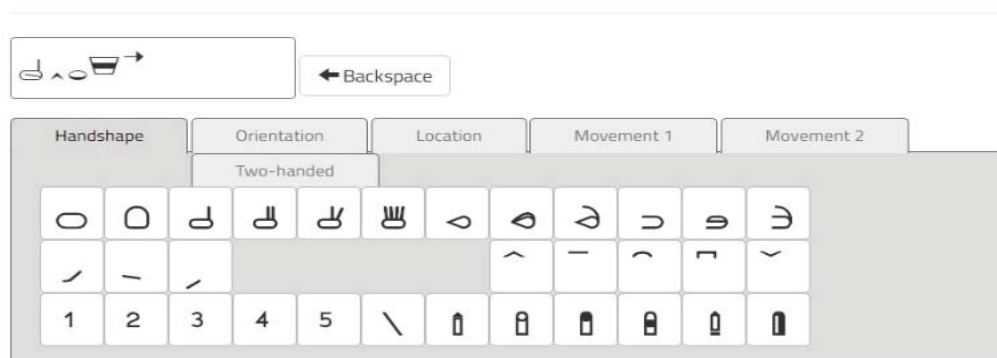 Backspace
Handshape Orientation Location Movement 1 Movement 2
Two-handed
1 2 3 4 5